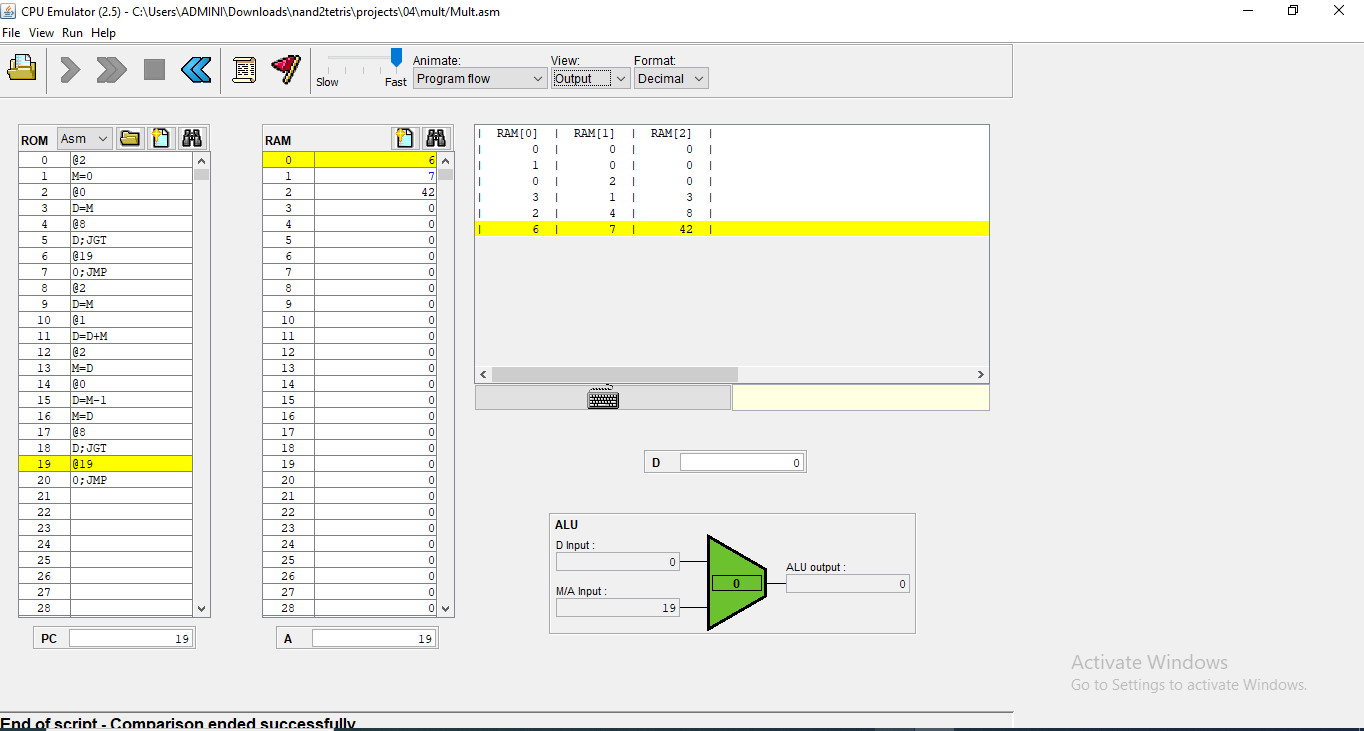 CPU Emulator (2.5) - C:\Users\ADMINI\Downloads\nand2tetris\projects\04\mult/Mult.asm
File View Run Help
Slow Fast
Animate:
Program flow
View:
Output
Format:
Decimal
ROM Asm
0 @2
1 M=0
2 @0
3 D=M
4 @8
5 D;JGT
6 @19
7 0;JMP
8 @2
9 D=M
10 @1
11 D=D+M
12 @2
13 M=D
14 @0
15 D=M-1
16 M=D
17 @8
18 D;JGT
19 @19
20 0;JMP
21
22
23
24
25
26
27
28
PC 19
RAM
0 6
1 7
2 42
3 0
4 0
5 0
6 0
7 0
8 0
9 0
10 0
11 0
12 0
13 0
14 0
15 0
16 0
17 0
18 0
19 0
20 0
21 0
22 0
23 0
24 0
25 0
26 0
27 0
28 0
A 19
| RAM[0] | RAM[1] | RAM[2] |
| 0 | 0 | 0 |
| 1 | 0 | 0 |
| 0 | 2 | 0 |
| 3 | 1 | 3 |
| 2 | 4 | 8 |
| 6 | 7 | 42 |
D 0
ALU
D Input :
0
M/A Input :
19
0
ALU output :
0
Activate Windows
Go to Settings to activate Windows.
End of script - Comparison ended successfully